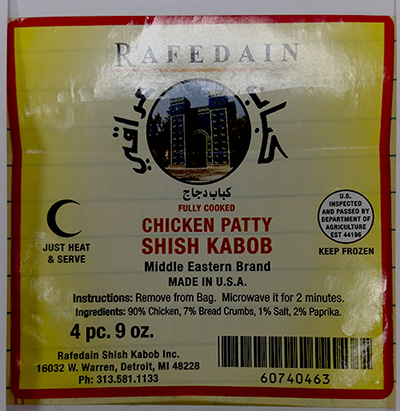 RAFEDAIN
كباب عراقي
كباب دجاج
FULLY COOKED
CHICKEN PATTY
SHISH KABOB
JUST HEAT
& SERVE
U.S.
INSPECTED
AND PASSED BY
DEPARTMENT OF
AGRICULTURE
EST 44196
KEEP FROZEN
Middle Eastern Brand
MADE IN U.S.A.
Instructions: Remove from Bag. Microwave it for 2 minutes.
Ingredients: 90% Chicken, 7% Bread Crumbs, 1% Salt, 2% Paprika.
4 pc. 9 oz.
Rafedain Shish Kabob Inc.
16032 W. Warren, Detroit, MI 48228
Ph: 313.581.1133
60740463